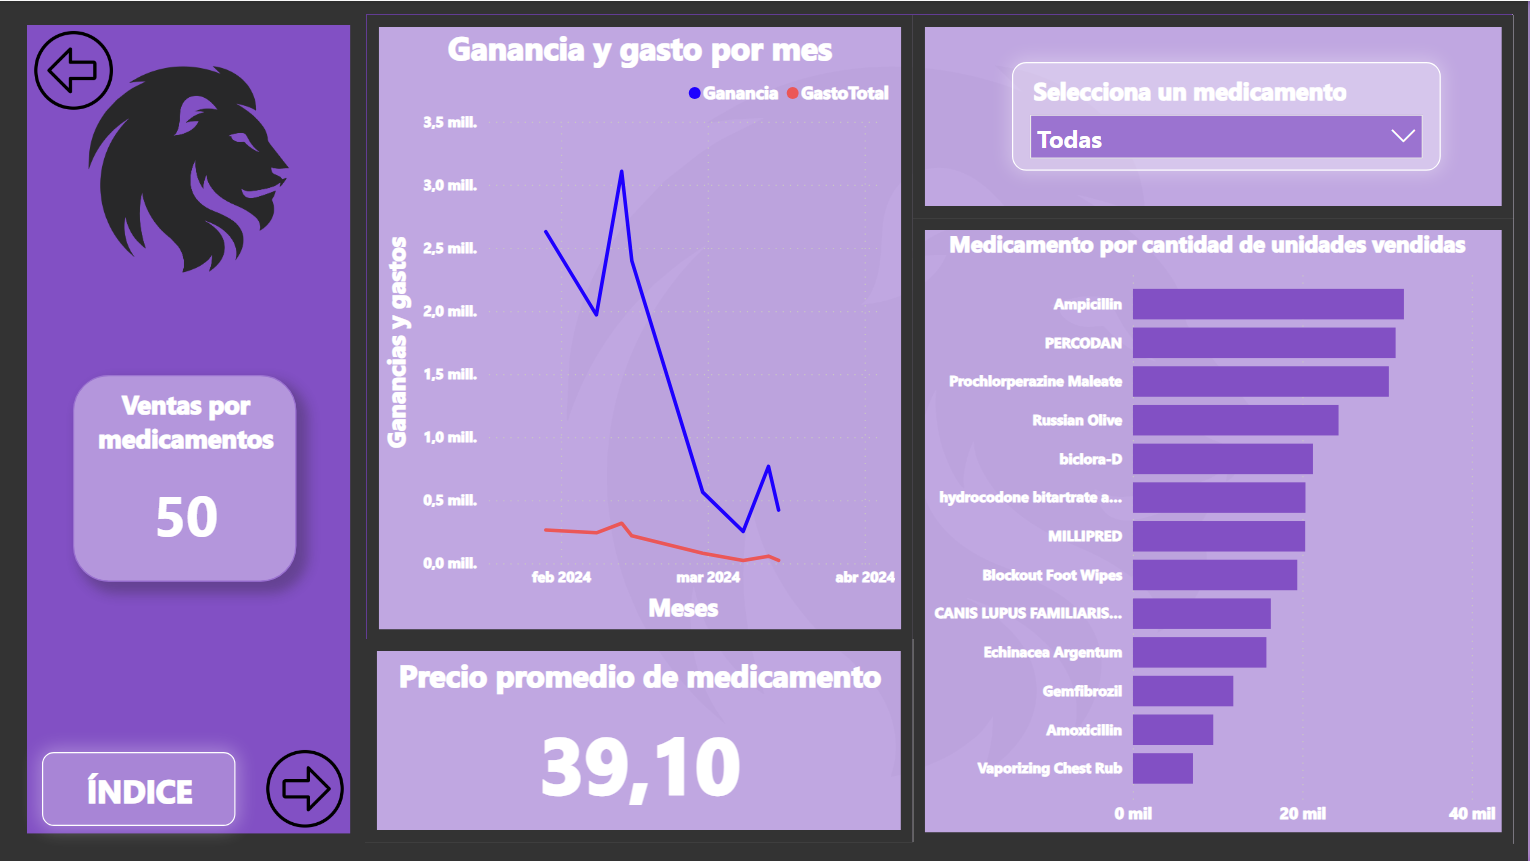 Ventas por
medicamentos
50
ÍNDICE
Ganancia y gasto por mes
Ganancia GastoTotal
Ganancias y gastos
3,5 mill.
3,0 mill.
2,5 mill.
2,0 mill.
1,5 mill.
1,0 mill.
0,5 mill.
0,0 mill.
feb 2024 mar 2024 abr 2024
Meses
Precio promedio de medicamento
39,10
Selecciona un medicamento
Todas
Medicamento por cantidad de unidades vendidas
Ampicillin
PERCODAN
Prochlorperazine Maleate
Russian Olive
biclora-D
hydrocodone bitartrate a...
MILLIPRED
Blockout Foot Wipes
CANIS LUPUS FAMILIARIS...
Echinacea Argentum
Gemfibrozil
Amoxicillin
Vaporizing Chest Rub
0 mil 20 mil 40 mil